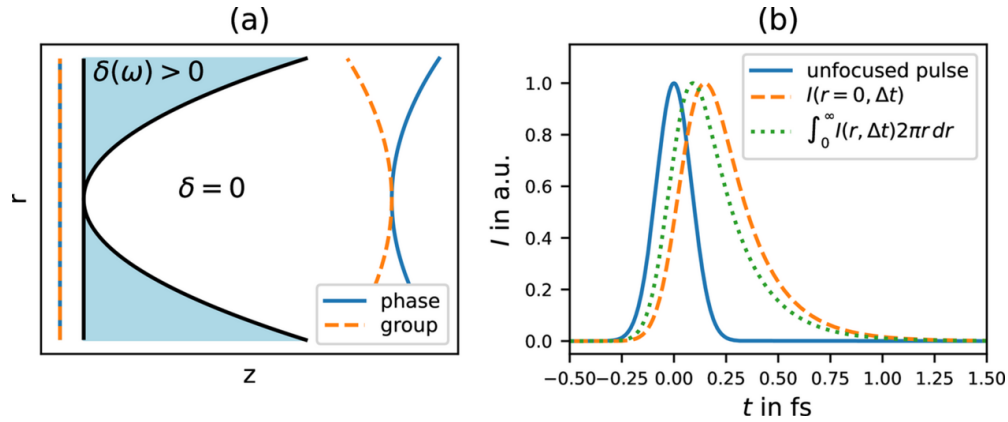 (a)
δ(ω) > 0
δ = 0
r
z
phase
group
(b)
unfocused pulse
I(r = 0, Δt)
∫₀^∞ I(r, Δt)2πr dr
I in a.u.
1.0
0.8
0.6
0.4
0.2
0.0
−0.50 −0.25 0.00 0.25 0.50 0.75 1.00 1.25 1.50
t in fs